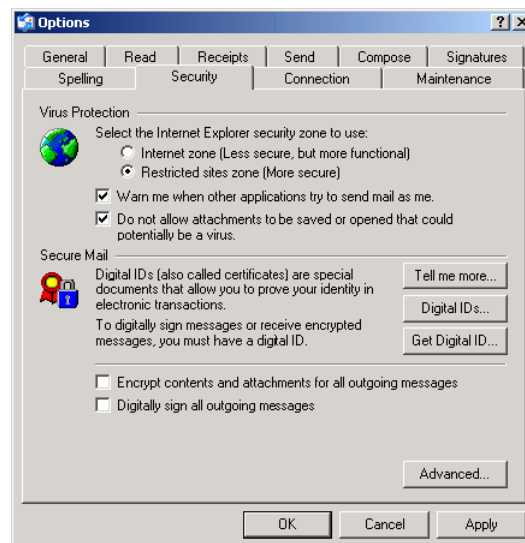 Options
General Read Receipts Send Compose Signatures
Spelling Security Connection Maintenance
Virus Protection
Select the Internet Explorer security zone to use:
Internet zone (Less secure, but more functional)
Restricted sites zone (More secure)
Warn me when other applications try to send mail as me.
Do not allow attachments to be saved or opened that could
potentially be a virus.
Secure Mail
Digital IDs (also called certificates) are special
documents that allow you to prove your identity in
electronic transactions.
Tell me more...
Digital IDs...
To digitally sign messages or receive encrypted
messages, you must have a digital ID.
Get Digital ID...
Encrypt contents and attachments for all outgoing messages
Digitally sign all outgoing messages
Advanced...
OK Cancel Apply